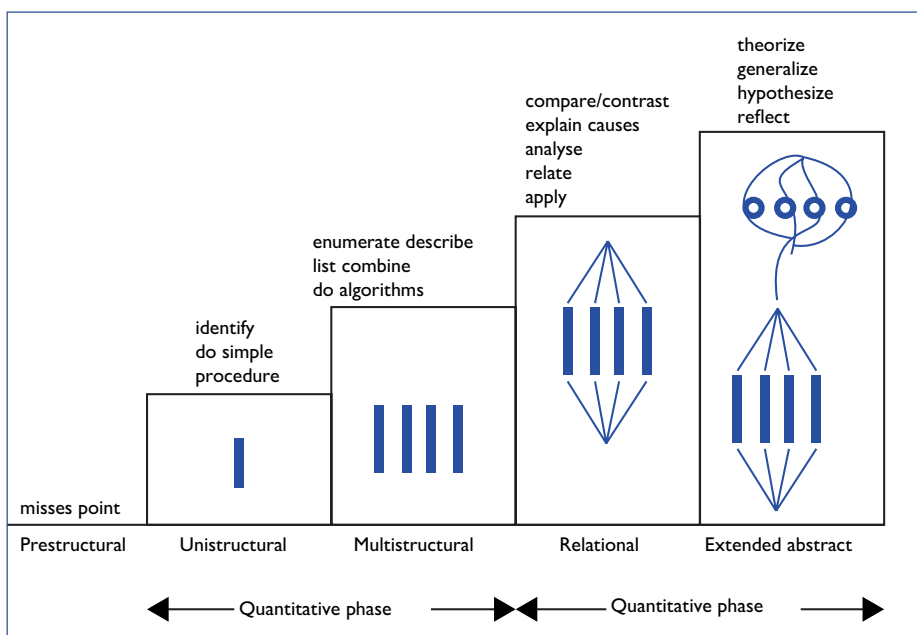 theorize
generalize
hypothesize
reflect
compare/contrast
explain causes
analyse
relate
apply
enumerate describe
list combine
do algorithms
identify
do simple
procedure
misses point
Prestructural Unistructural Multistructural Relational Extended abstract
Quantitative phase Quantitative phase